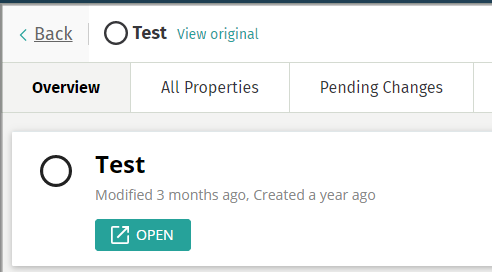 Back Test View original
Overview All Properties Pending Changes
Test
Modified 3 months ago, Created a year ago
OPEN